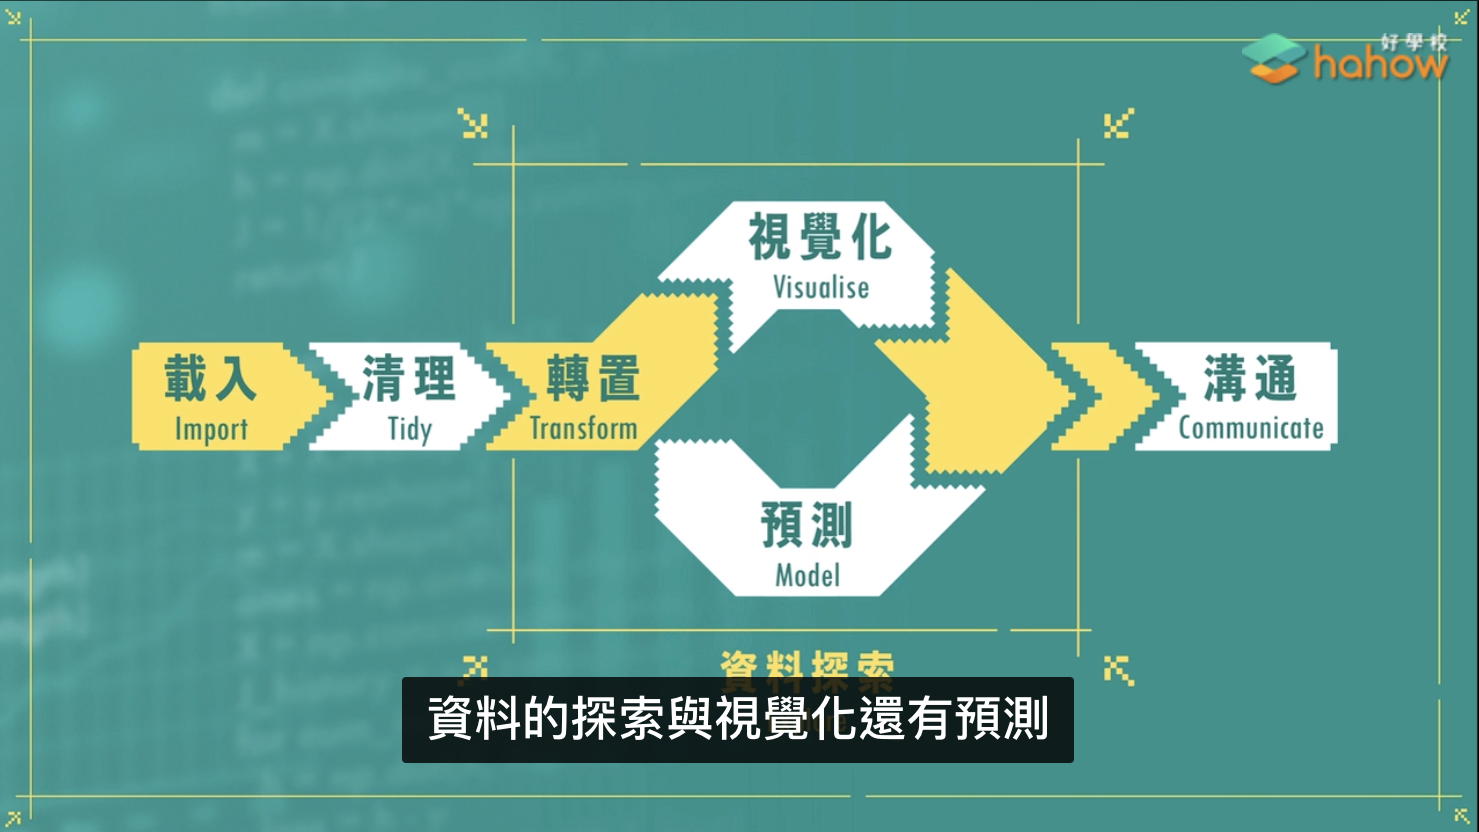 好學校
hahow
視覺化
Visualise
載入
Import
清理
Tidy
轉置
Transform
溝通
Communicate
預測
Model
資料探索
資料的探索與視覺化還有預測